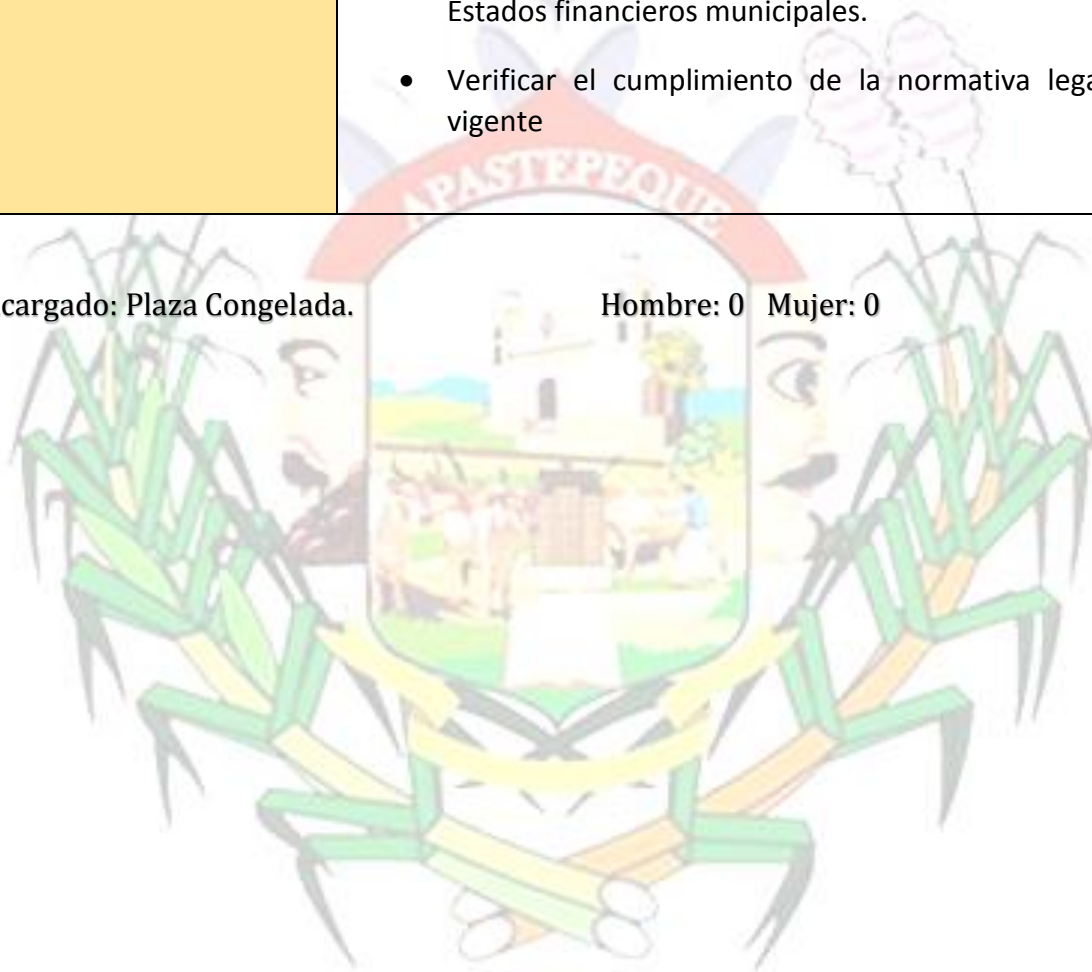 Estados financieros municipales.
• Verificar el cumplimiento de la normativa lega
vigente
APASTEPEQUE
cargado: Plaza Congelada. Hombre: 0 Mujer: 0